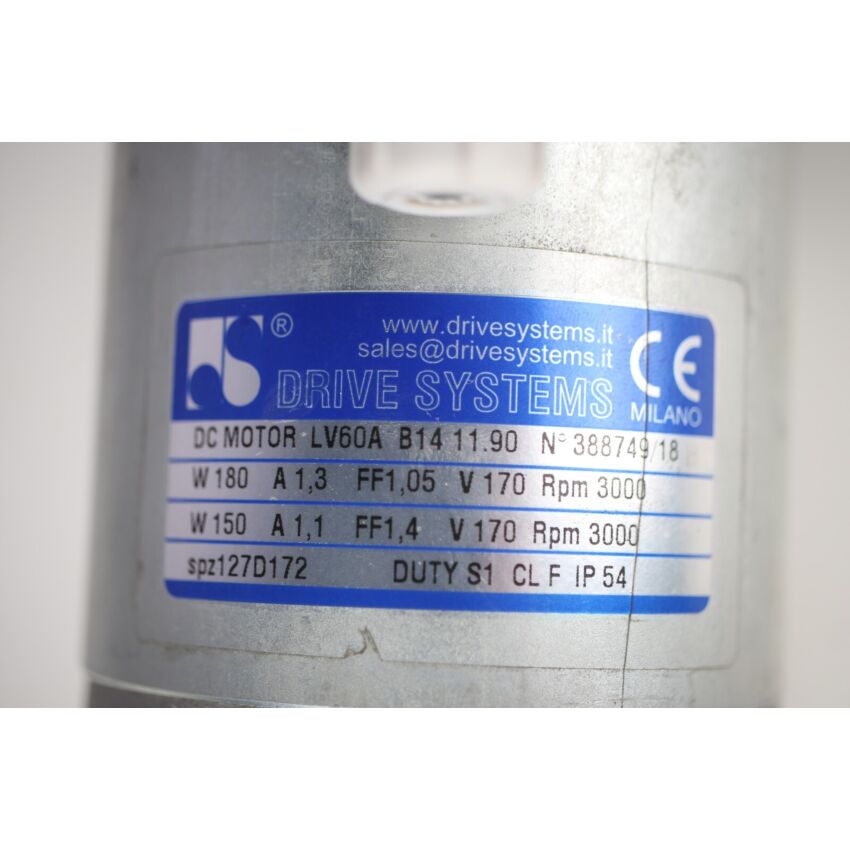 DS ®
www.drivesystems.it
sales@drivesystems.it
DRIVE SYSTEMS
CE
MILANO
DC MOTOR LV60A B14 11.90 N° 388749/18
W 180 A 1,3 FF1,05 V 170 Rpm 3000
W 150 A 1,1 FF1,4 V 170 Rpm 3000
spz127D172 DUTY S1 CL F IP 54